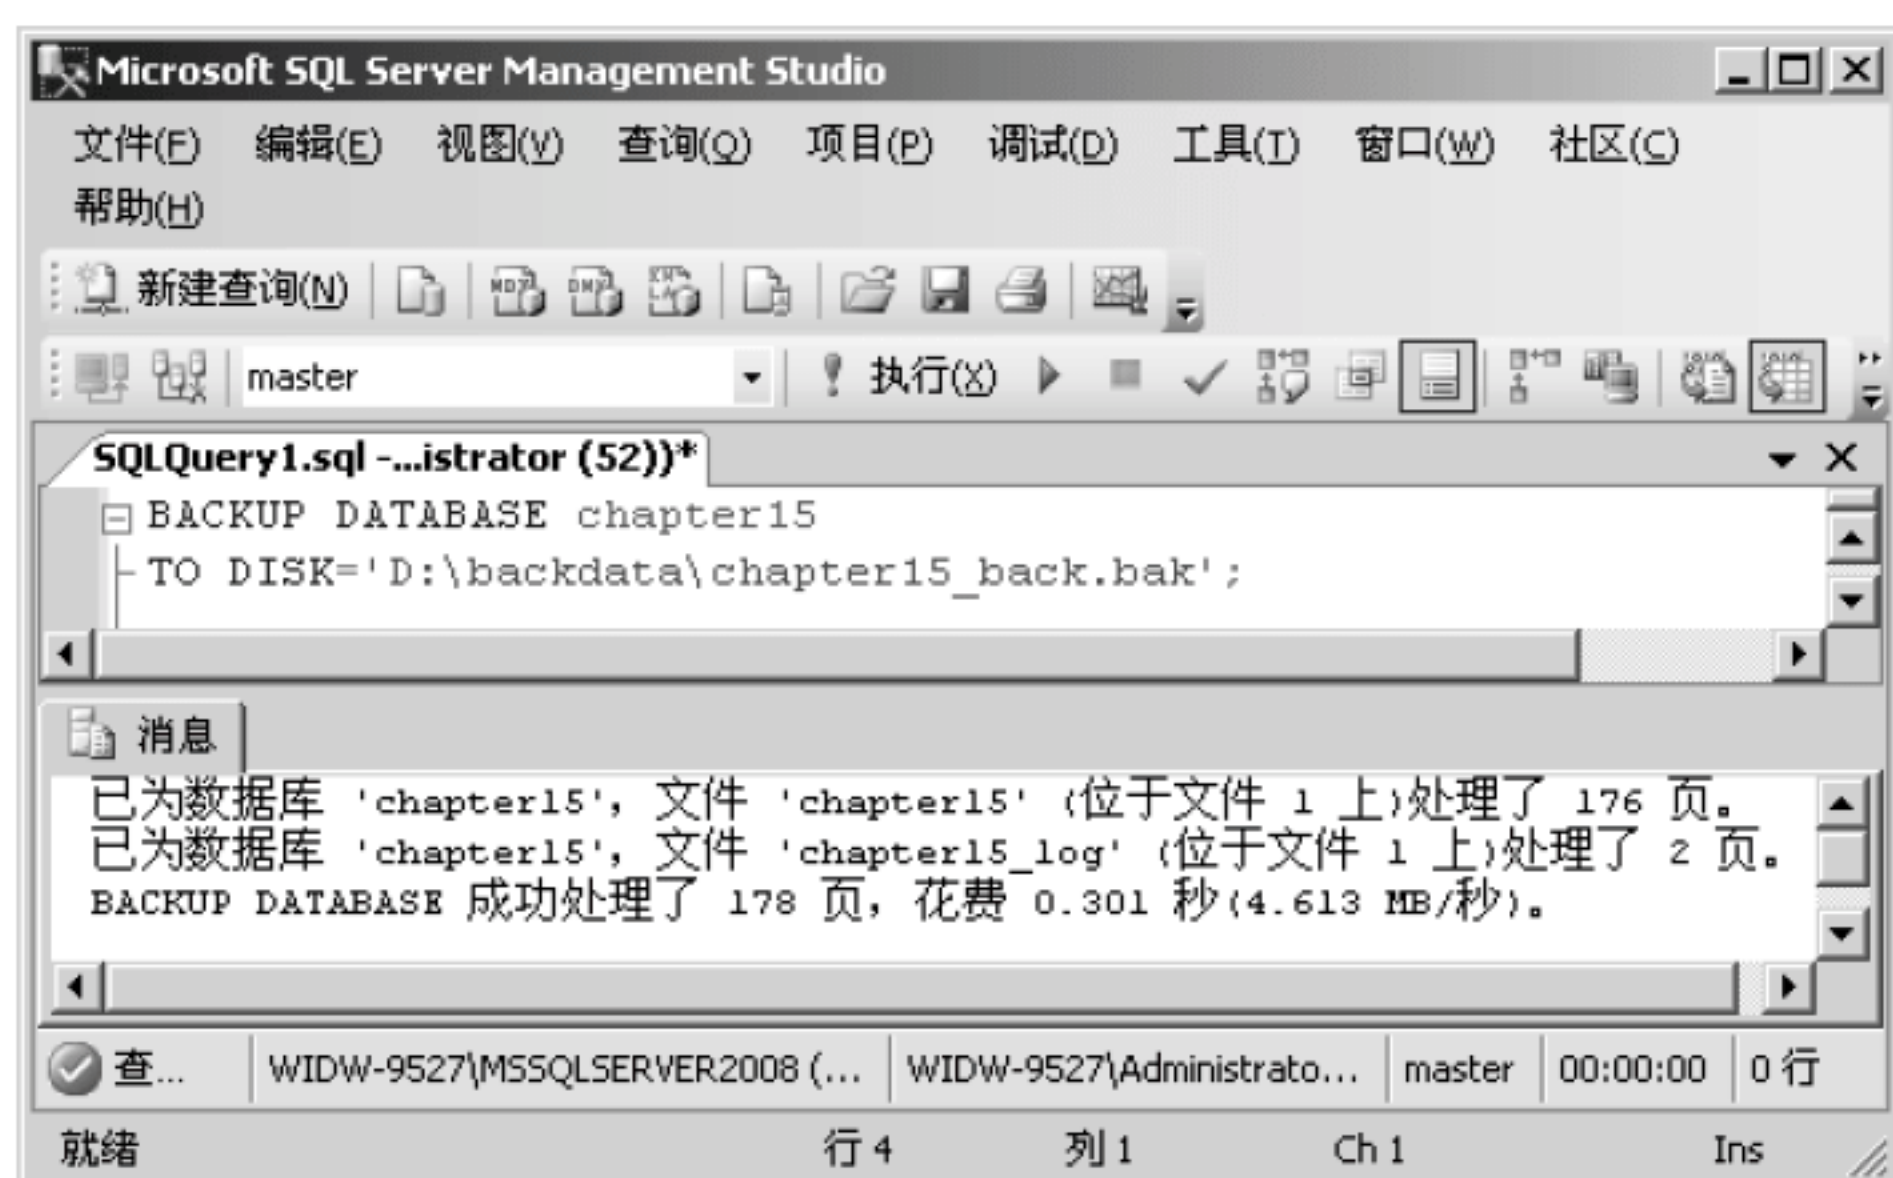 Microsoft SQL Server Management Studio
文件(F) 编辑(E) 视图(V) 查询(Q) 项目(P) 调试(D) 工具(T) 窗口(W) 社区(C)
帮助(H)
新建查询(N)
master 执行(X)
SQLQuery1.sql -...istrator (52))*
BACKUP DATABASE chapter15
TO DISK='D:\backdata\chapter15_back.bak';
消息
已为数据库 'chapter15'，文件 'chapter15' (位于文件 1 上)处理了 176 页。
已为数据库 'chapter15'，文件 'chapter15_log' (位于文件 1 上)处理了 2 页。
BACKUP DATABASE 成功处理了 178 页，花费 0.301 秒(4.613 MB/秒)。
查... WIDW-9527\MSSQLSERVER2008 (... WIDW-9527\Administrato... master 00:00:00 0 行
就绪 行 4 列 1 Ch 1 Ins